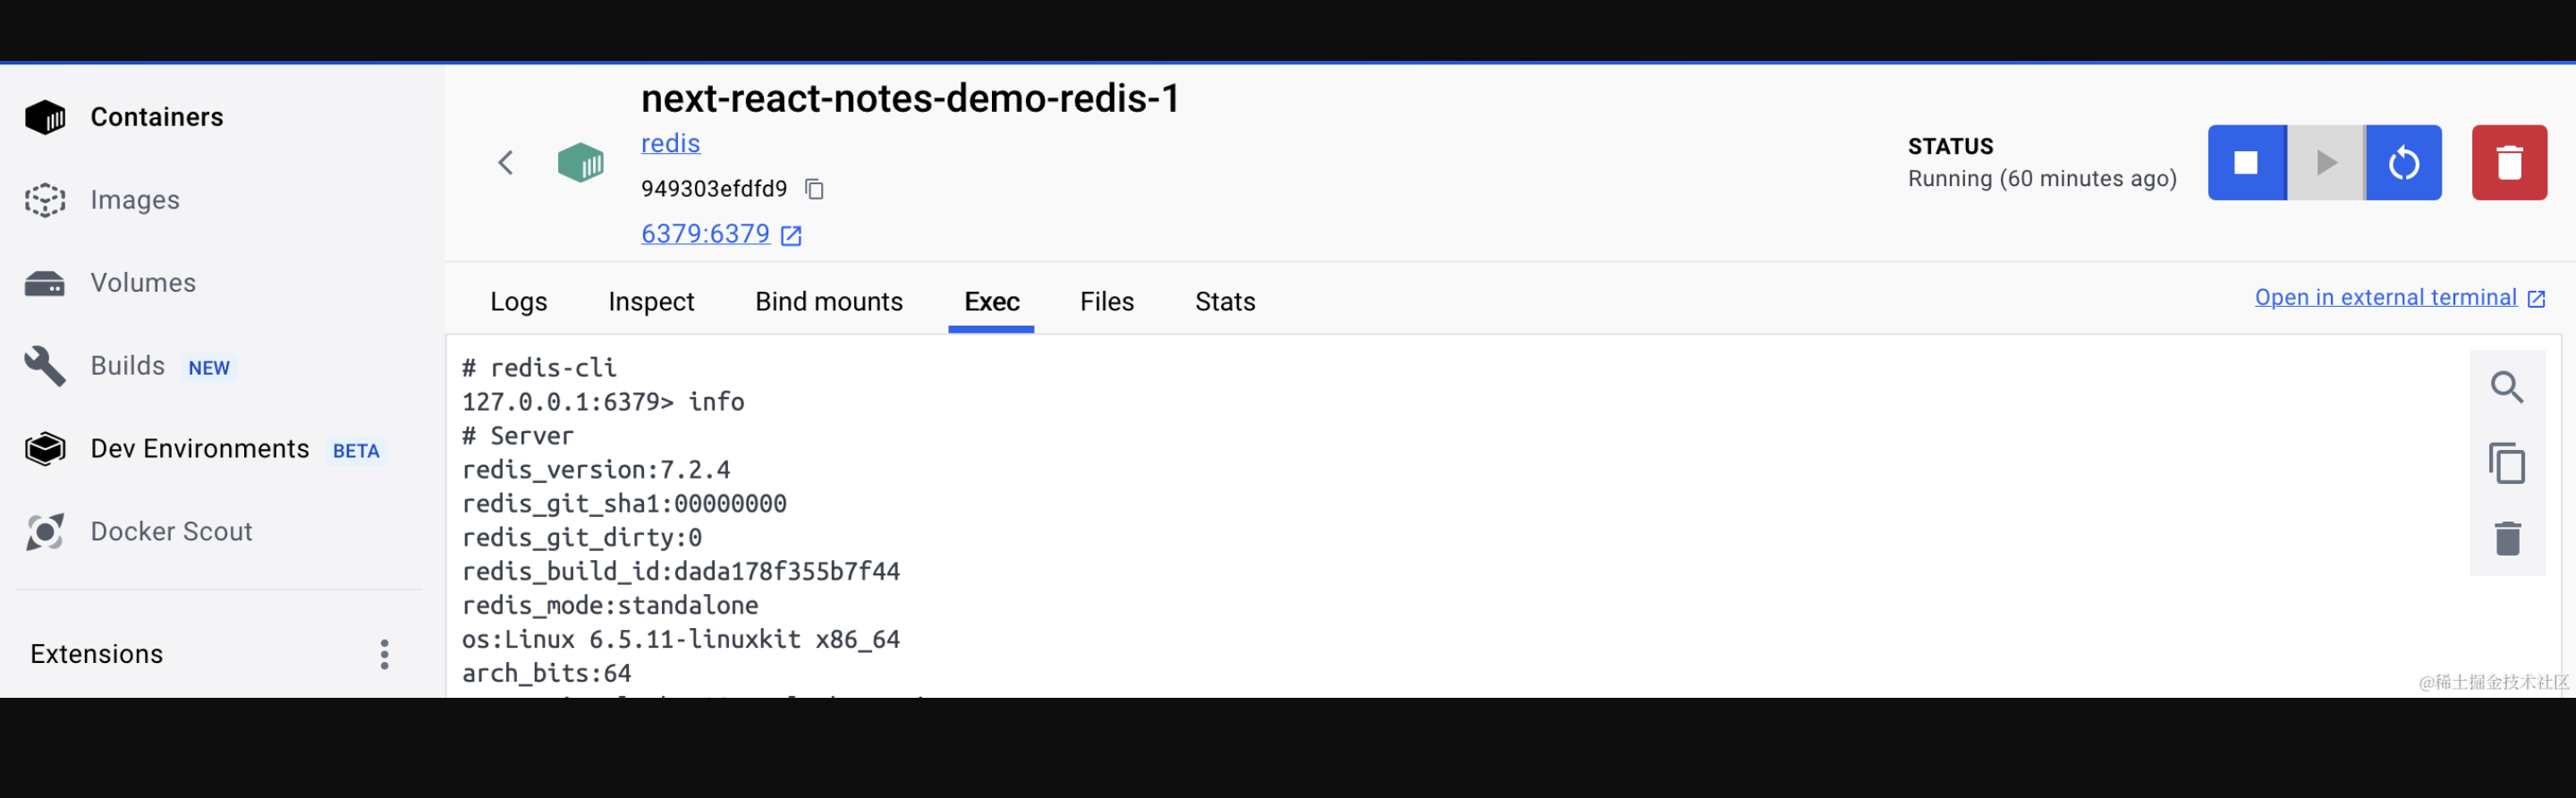 Containers
Images
Volumes
Builds NEW
Dev Environments BETA
Docker Scout
Extensions
next-react-notes-demo-redis-1
redis
949303efdfd9
6379:6379
STATUS
Running (60 minutes ago)
Logs Inspect Bind mounts Exec Files Stats
Open in external terminal
# redis-cli
127.0.0.1:6379> info
# Server
redis_version:7.2.4
redis_git_sha1:00000000
redis_git_dirty:0
redis_build_id:dada178f355b7f44
redis_mode:standalone
os:Linux 6.5.11-linuxkit x86_64
arch_bits:64
@稀土掘金技术社区